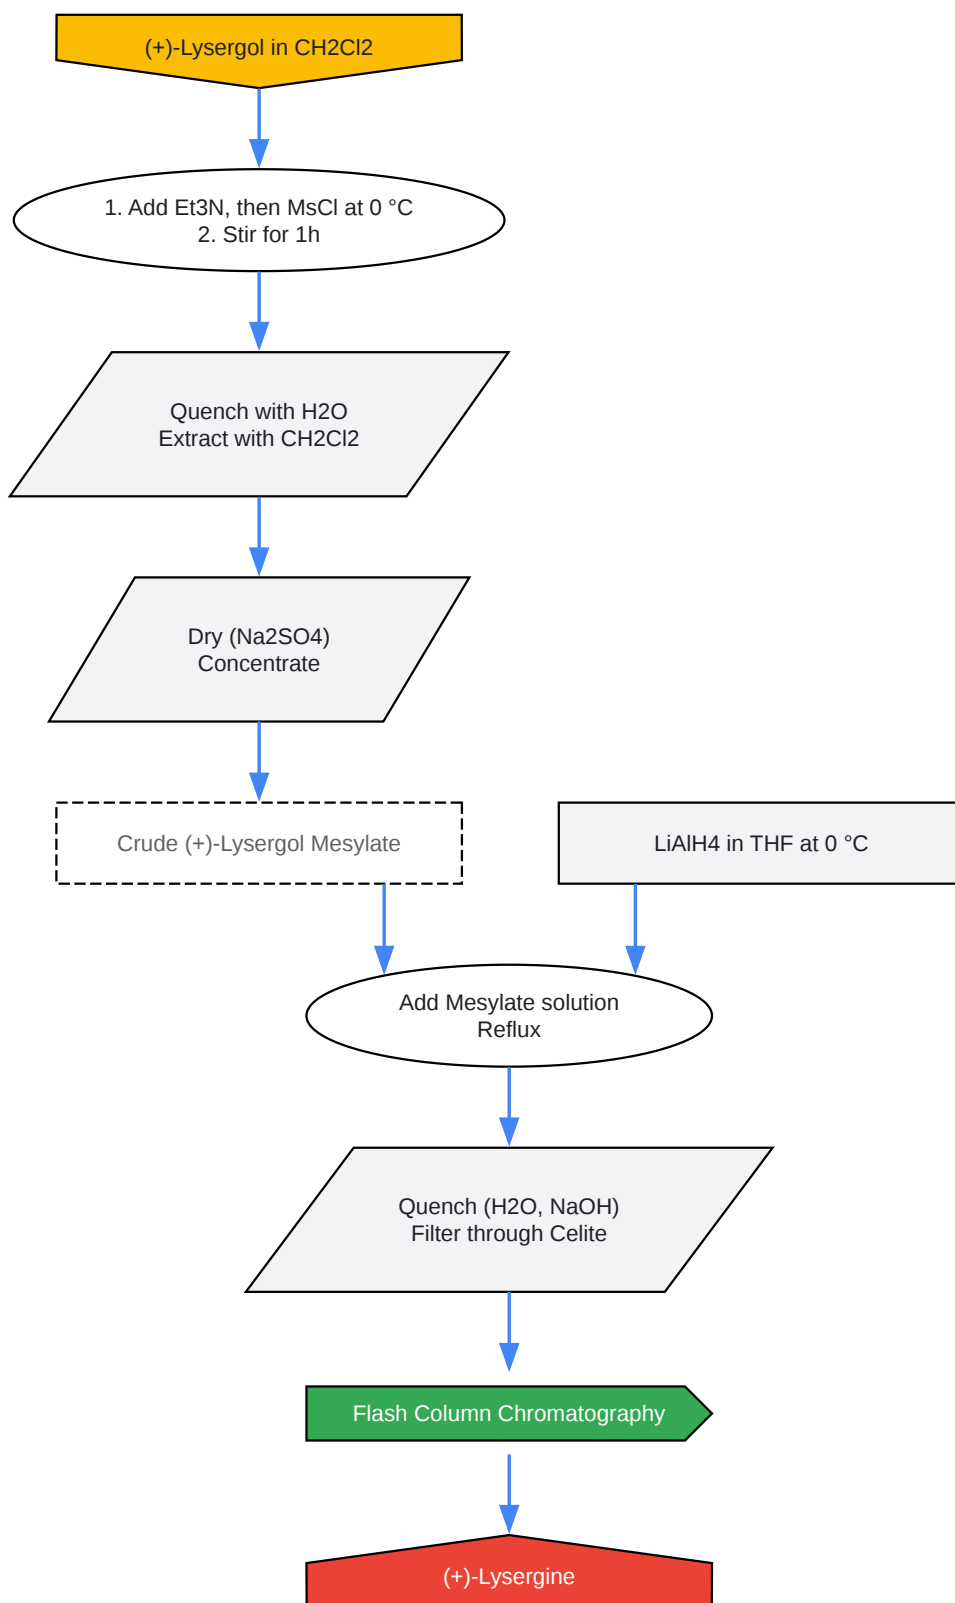 (+)-Lysergol in CH2Cl2
1. Add Et3N, then MsCl at 0 °C
2. Stir for 1h
Quench with H2O
Extract with CH2Cl2
Dry (Na2SO4)
Concentrate
Crude (+)-Lysergol Mesylate
LiAlH4 in THF at 0 °C
Add Mesylate solution
Reflux
Quench (H2O, NaOH)
Filter through Celite
Flash Column Chromatography
(+)-Lysergine